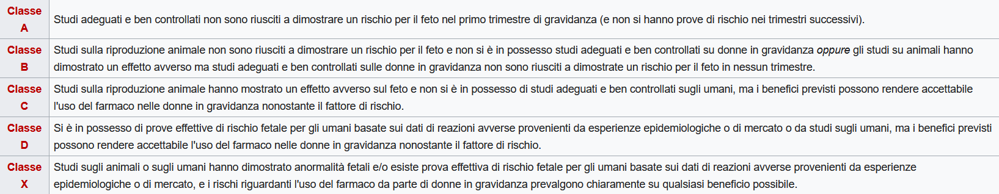 Classe
A
Studi adeguati e ben controllati non sono riusciti a dimostrare un rischio per il feto nel primo trimestre di gravidanza (e non si hanno prove di rischio nei trimestri successivi).
Classe
B
Studi sulla riproduzione animale non sono riusciti a dimostrare un rischio per il feto e non si è in possesso studi adeguati e ben controllati su donne in gravidanza oppure gli studi su animali hanno
dimostrato un effetto avverso ma studi adeguati e ben controllati sulle donne in gravidanza non sono riusciti a dimostrate un rischio per il feto in nessun trimestre.
Classe
C
Studi sulla riproduzione animale hanno mostrato un effetto avverso sul feto e non si è in possesso di studi adeguati e ben controllati sugli umani, ma i benefici previsti possono rendere accettabile
l'uso del farmaco nelle donne in gravidanza nonostante il fattore di rischio.
Classe
D
Si è in possesso di prove effettive di rischio fetale per gli umani basate sui dati di reazioni avverse provenienti da esperienze epidemiologiche o di mercato o da studi sugli umani, ma i benefici previsti
possono rendere accettabile l'uso del farmaco nelle donne in gravidanza nonostante il fattore di rischio.
Classe
X
Studi sugli animali o sugli umani hanno dimostrato anormalità fetali e/o esiste prova effettiva di rischio fetale per gli umani basate sui dati di reazioni avverse provenienti da esperienze
epidemiologiche o di mercato, e i rischi riguardanti l'uso del farmaco da parte di donne in gravidanza prevalgono chiaramente su qualsiasi beneficio possibile.